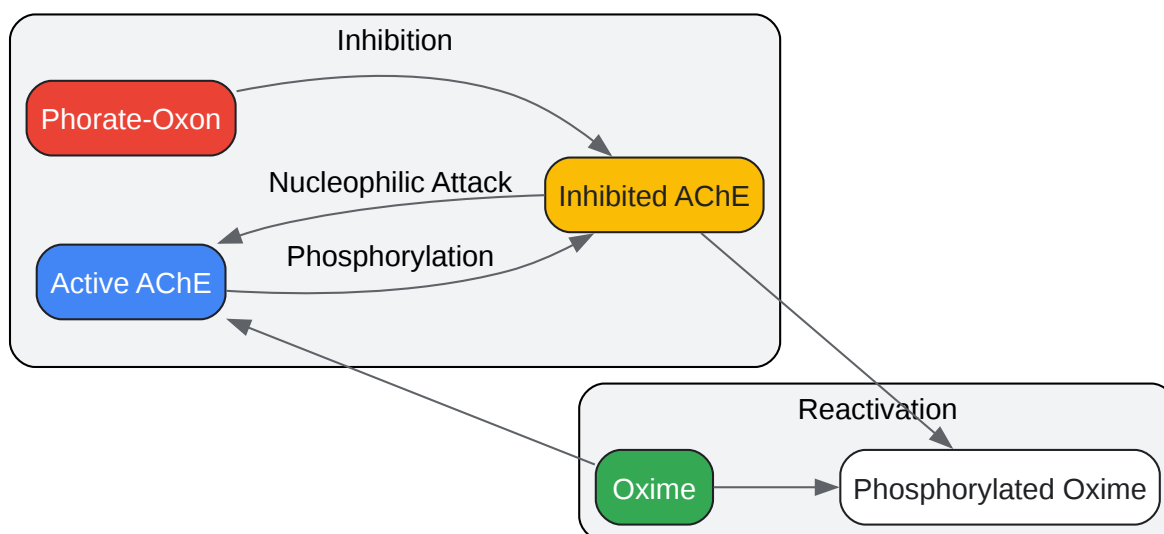 Inhibition
Phorate-Oxon
Nucleophilic Attack
Inhibited AChE
Phosphorylation
Active AChE
Reactivation
Oxime
Phosphorylated Oxime